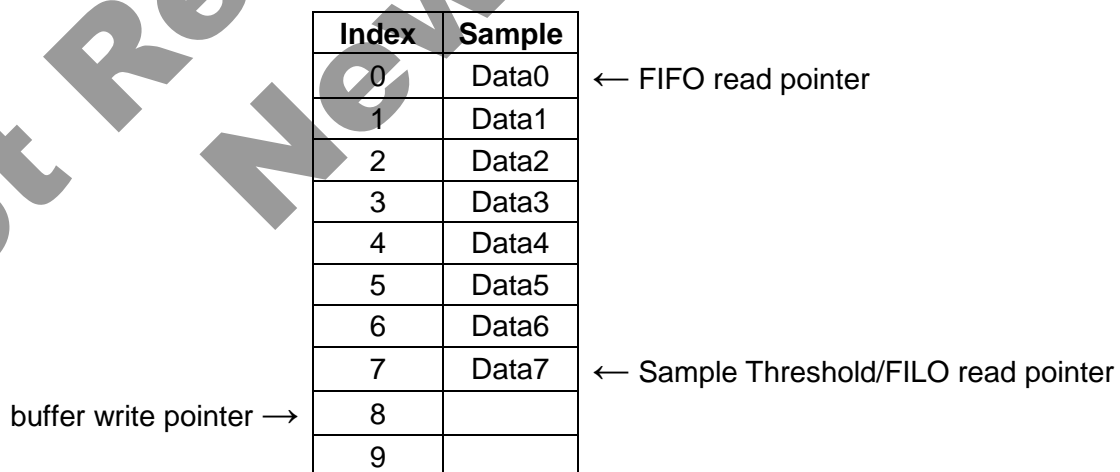 Index Sample
0 Data0 ← FIFO read pointer
1 Data1
2 Data2
3 Data3
4 Data4
5 Data5
6 Data6
7 Data7 ← Sample Threshold/FILO read pointer
buffer write pointer → 8
9